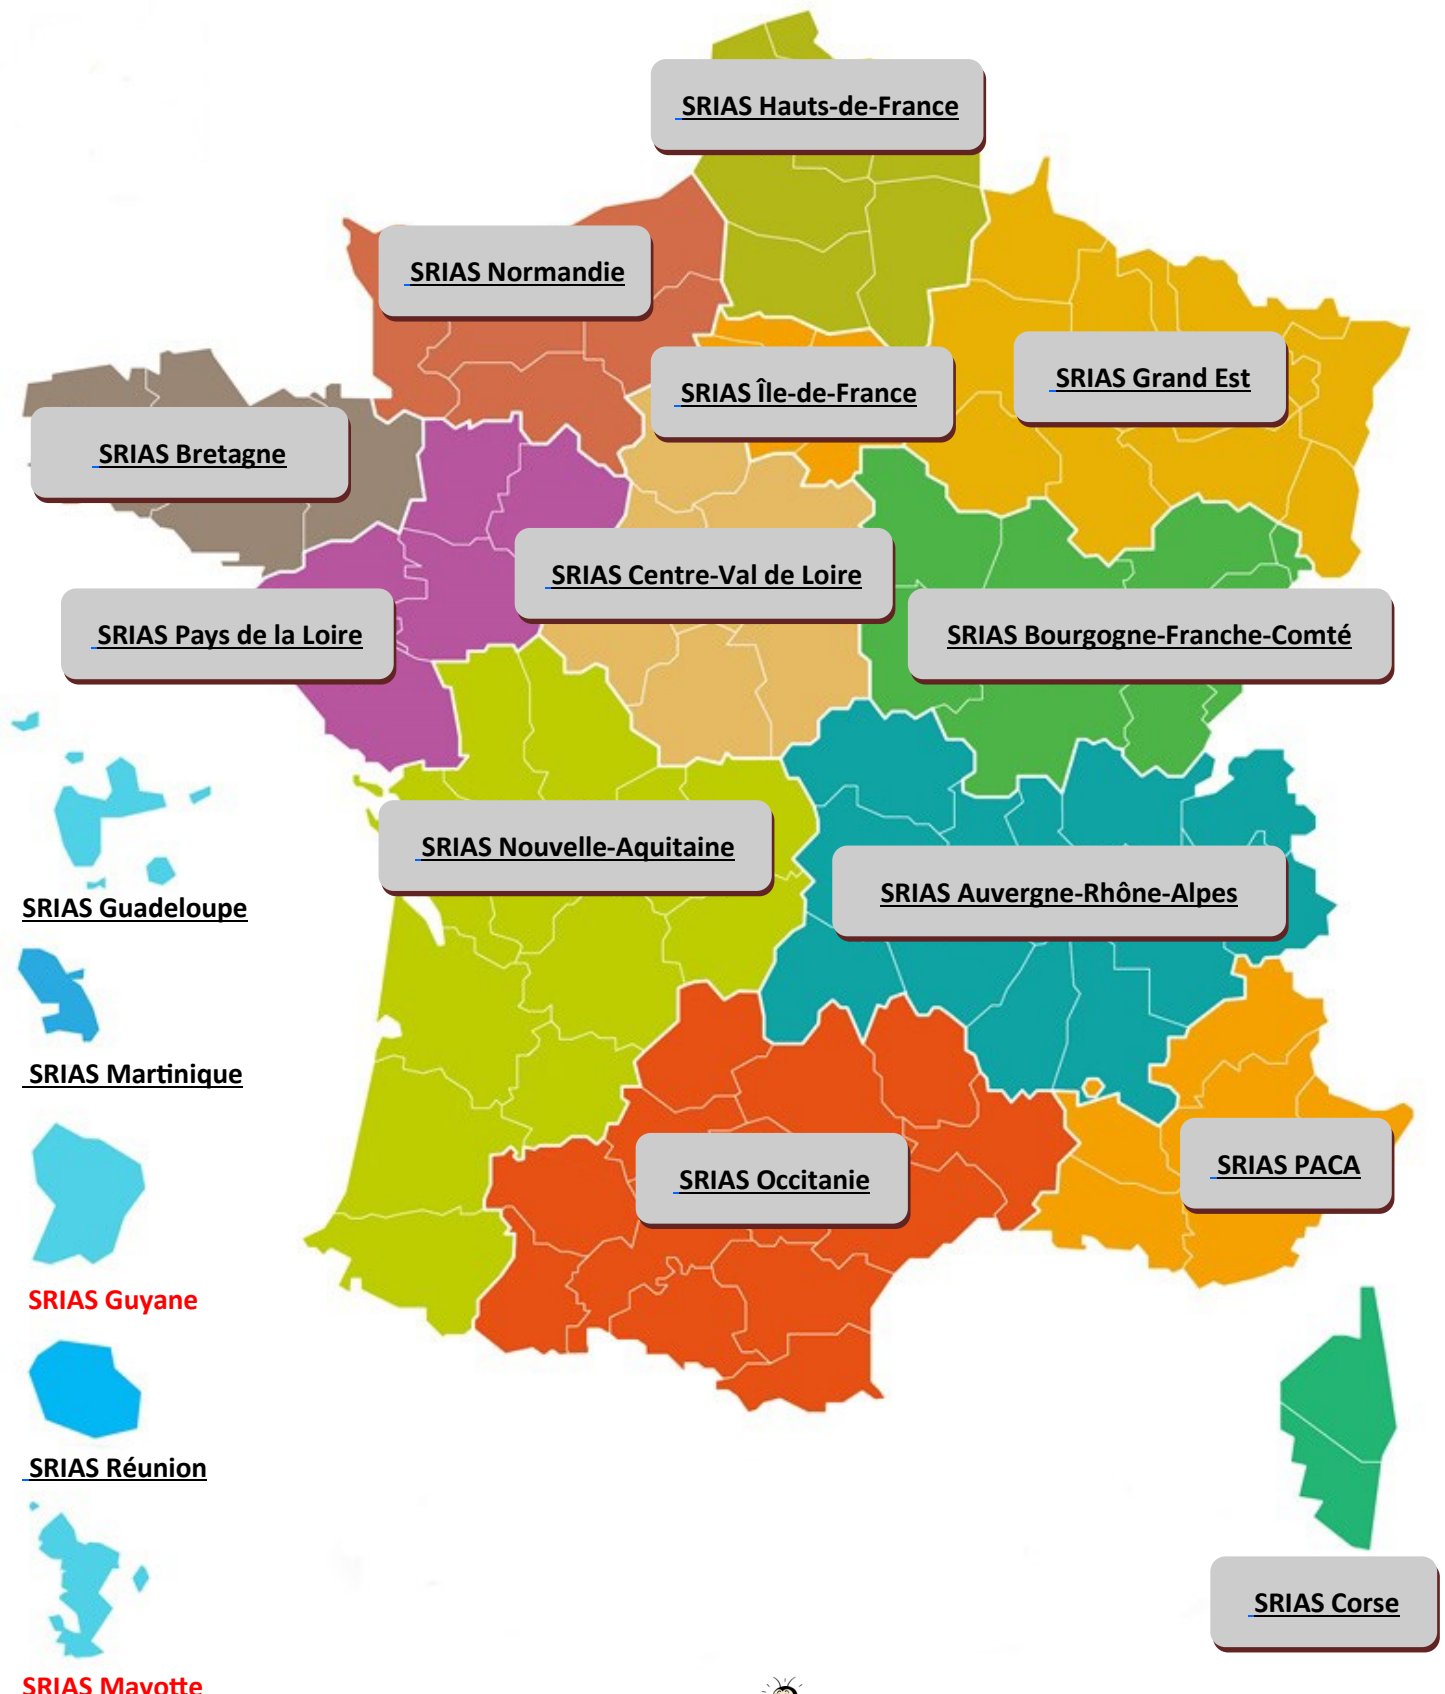 SRIAS Hauts-de-France
SRIAS Normandie
SRIAS Île-de-France
SRIAS Grand Est
SRIAS Bretagne
SRIAS Centre-Val de Loire
SRIAS Pays de la Loire
SRIAS Bourgogne-Franche-Comté
SRIAS Nouvelle-Aquitaine
SRIAS Auvergne-Rhône-Alpes
SRIAS Guadeloupe
SRIAS Martinique
SRIAS PACA
SRIAS Occitanie
SRIAS Guyane
SRIAS Réunion
SRIAS Corse
SRIAS Mayotte